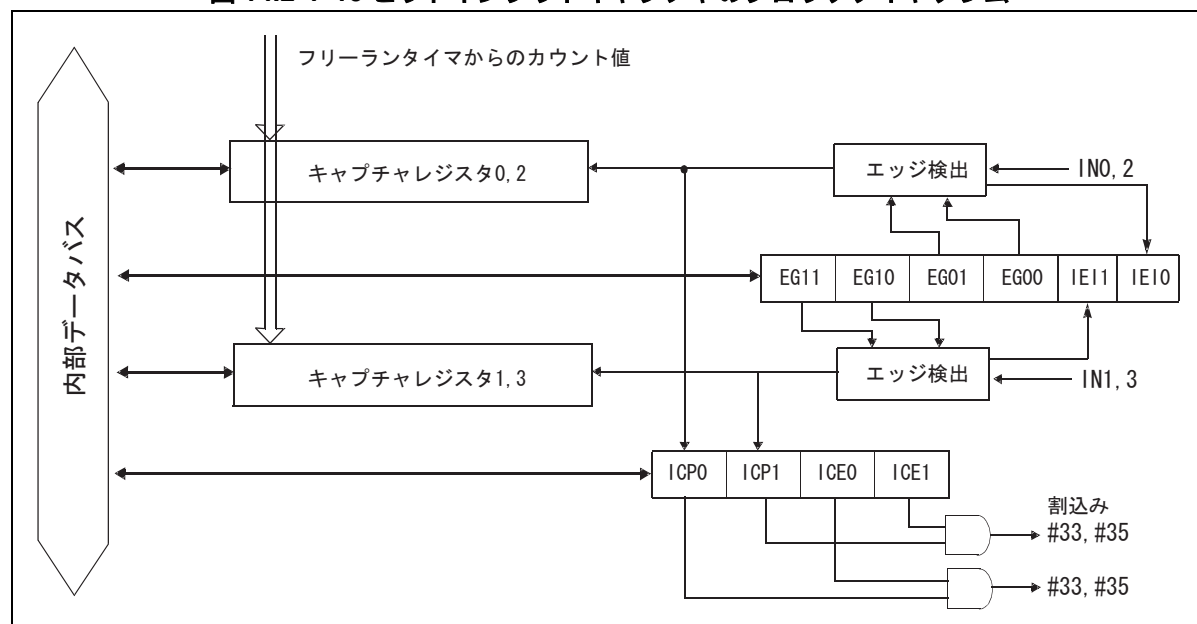 フリーランタイマからのカウント値
キャプチャレジスタ0,2
エッジ検出
IN0,2
内部データバス
EG11 EG10 EG01 EG00 IEI1 IEI0
キャプチャレジスタ1,3
エッジ検出
IN1,3
ICP0 ICP1 ICE0 ICE1
割込み
#33,#35
#33,#35